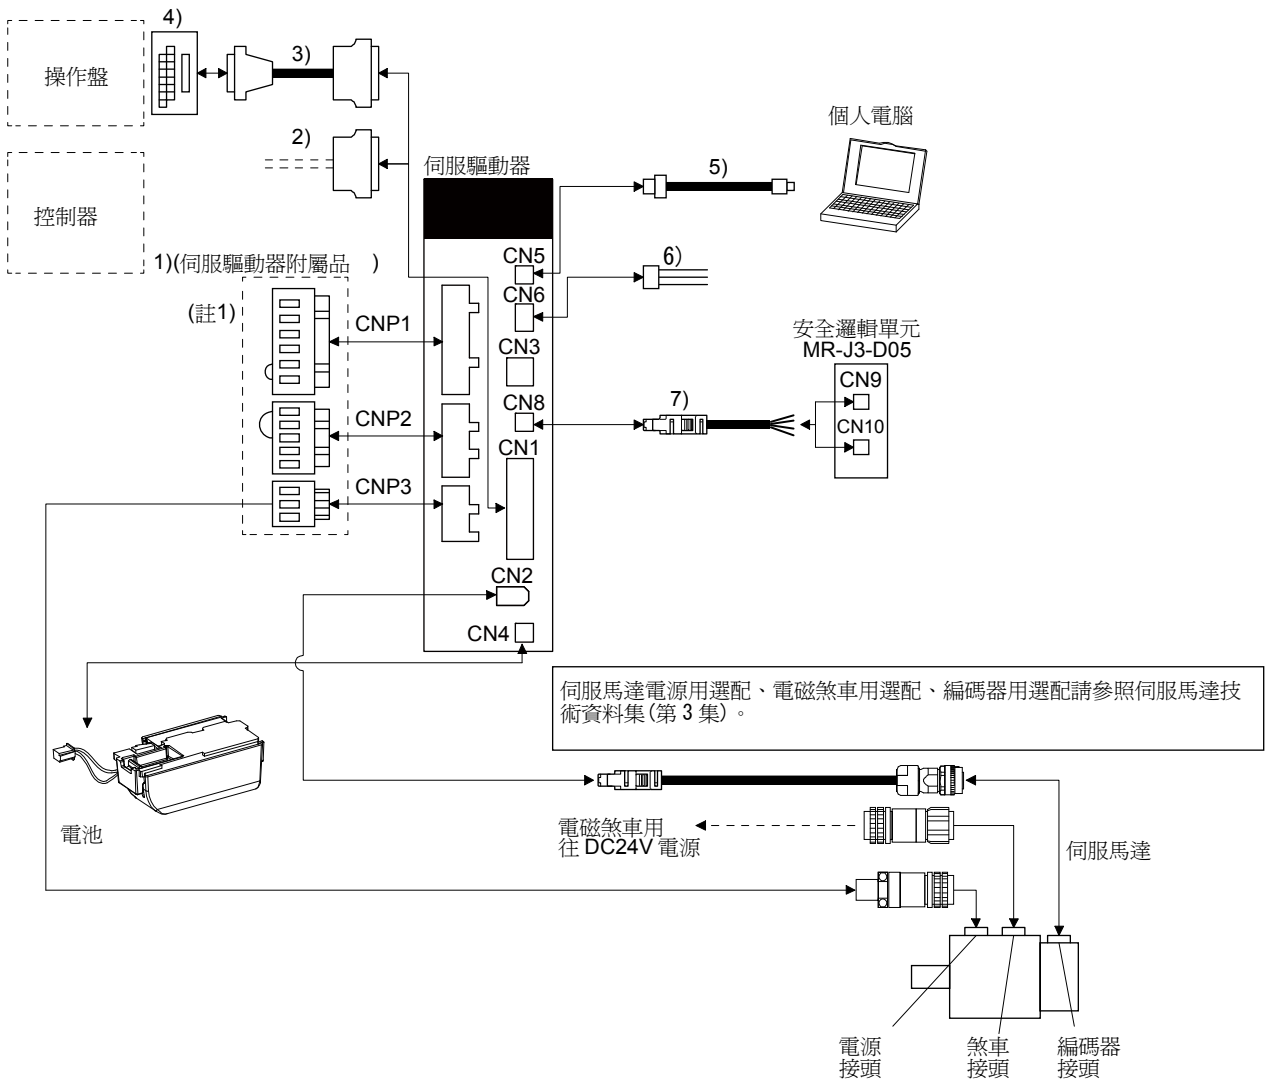 4)
3)
操作盤
2)
控制器
伺服驅動器
5)
個人電腦
1)(伺服驅動器附屬品 )
(註1)
CNP1
CNP2
CNP3
CN5
CN6
CN3
CN8
CN1
CN2
CN4
6)
7)
安全邏輯單元
MR-J3-D05
CN9
CN10
伺服馬達電源用選配、電磁煞車用選配、編碼器用選配請參照伺服馬達技
術資料集(第 3 集)。
電池
電磁煞車用
往 DC24V 電源
伺服馬達
電源
接頭
煞車
接頭
編碼器
接頭